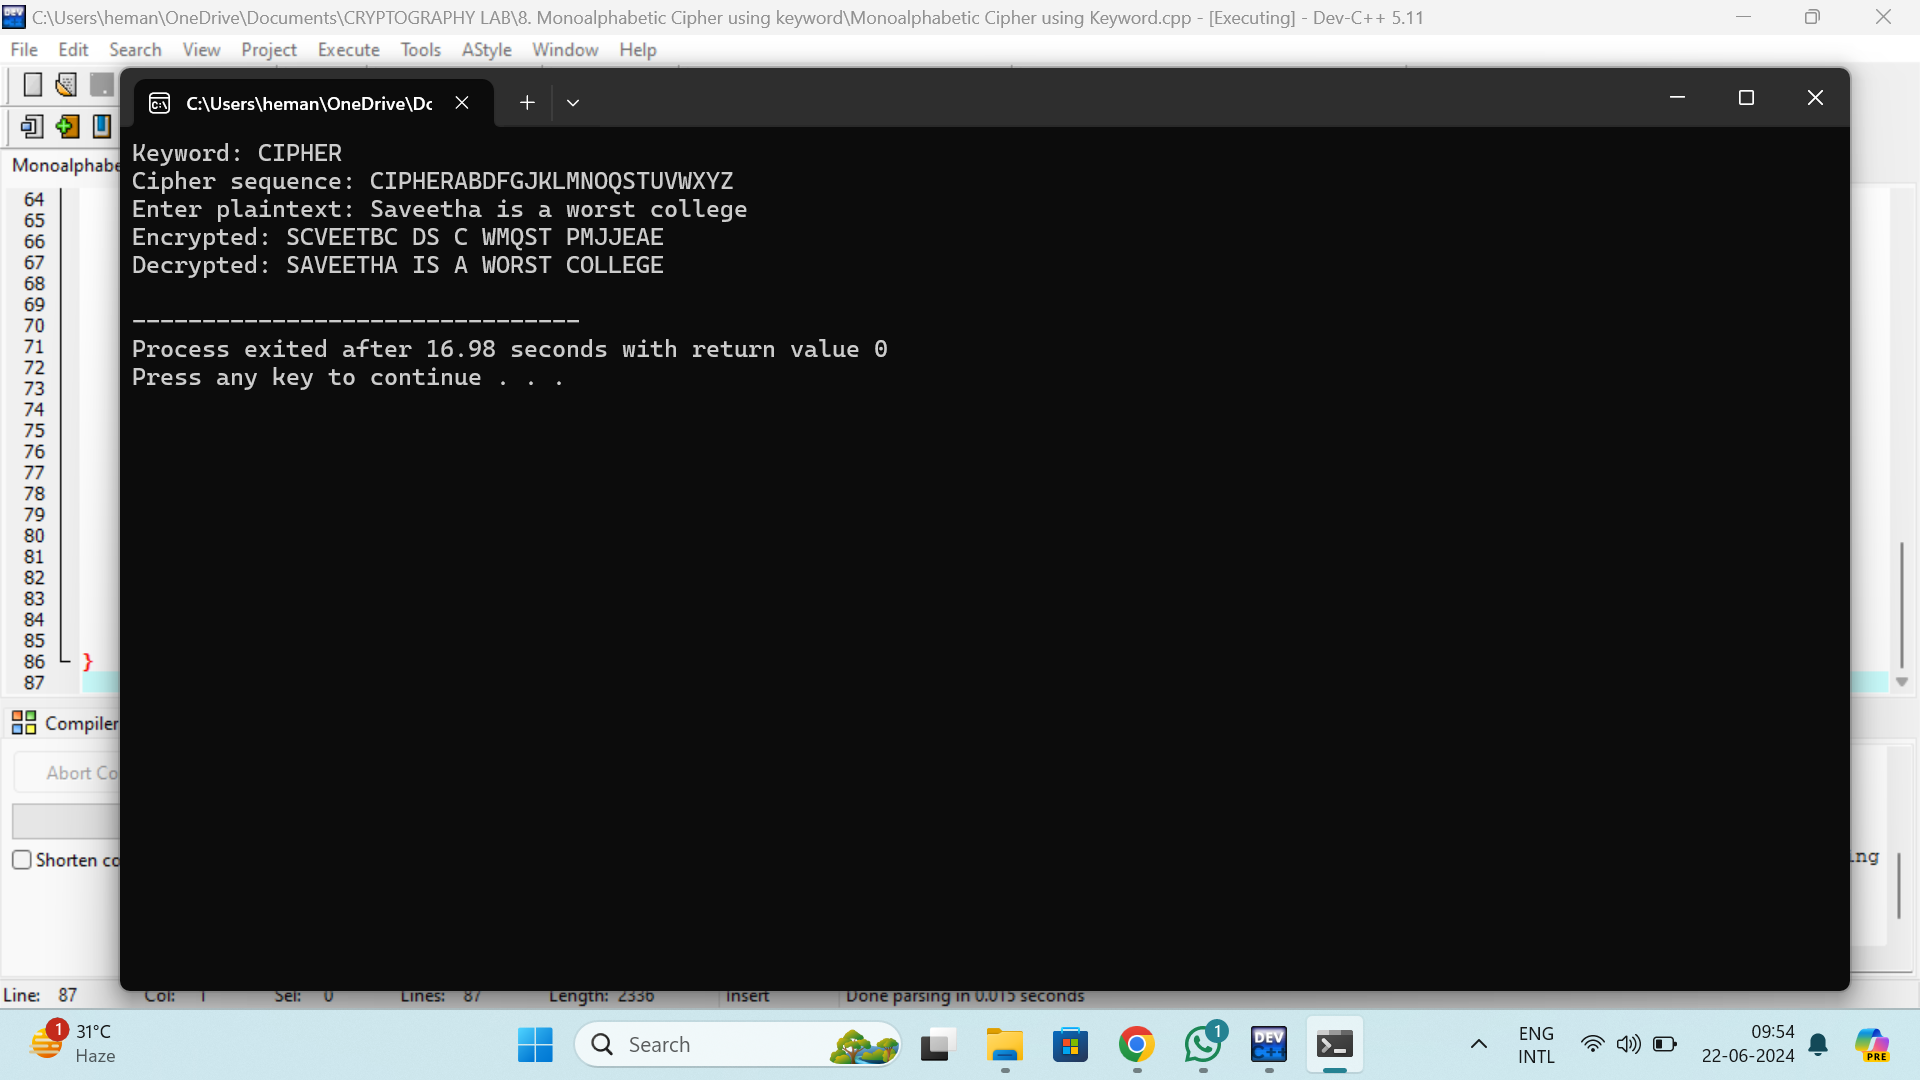 C:\Users\heman\OneDrive\Documents\CRYPTOGRAPHY LAB\8. Monoalphabetic Cipher using keyword\Monoalphabetic Cipher using Keyword.cpp - [Executing] - Dev-C++ 5.11
File Edit Search View Project Execute Tools AStyle Window Help
C:\Users\heman\OneDrive\Dc
Monoalphabe
Keyword: CIPHER
Cipher sequence: CIPHERABDFGJKLMNOQSTUVWXYZ
Enter plaintext: Saveetha is a worst college
Encrypted: SCVEETBC DS C WMQST PMJJEAE
Decrypted: SAVEETHA IS A WORST COLLEGE
--------------------------------
Process exited after 16.98 seconds with return value 0
Press any key to continue . . .
64
65
66
67
68
69
70
71
72
73
74
75
76
77
78
79
80
81
82
83
84
85
86 }
87
Compiler
Abort Co
Shorten co
ing
Line: 87 Col: 1 Sel: 0 Lines: 87 Length: 2336 Insert Done parsing in 0.015 seconds
1 31°C
Haze
Search
1
DEV
C++
ENG
INTL
09:54
22-06-2024
PRE